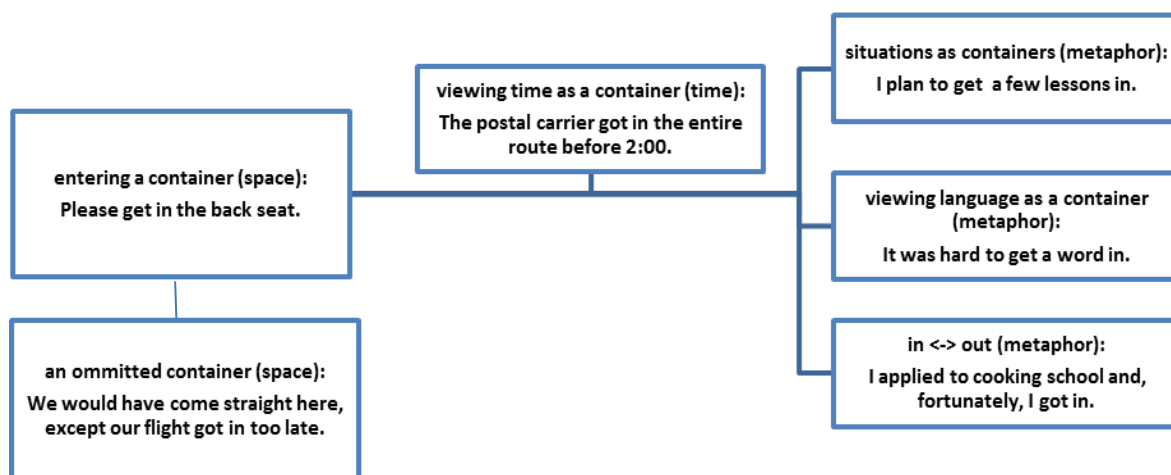 entering a container (space):
Please get in the back seat.
an ommitted container (space):
We would have come straight here,
except our flight got in too late.
viewing time as a container (time):
The postal carrier got in the entire
route before 2:00.
situations as containers (metaphor):
I plan to get a few lessons in.
viewing language as a container
(metaphor):
It was hard to get a word in.
in <-> out (metaphor):
I applied to cooking school and,
fortunately, I got in.